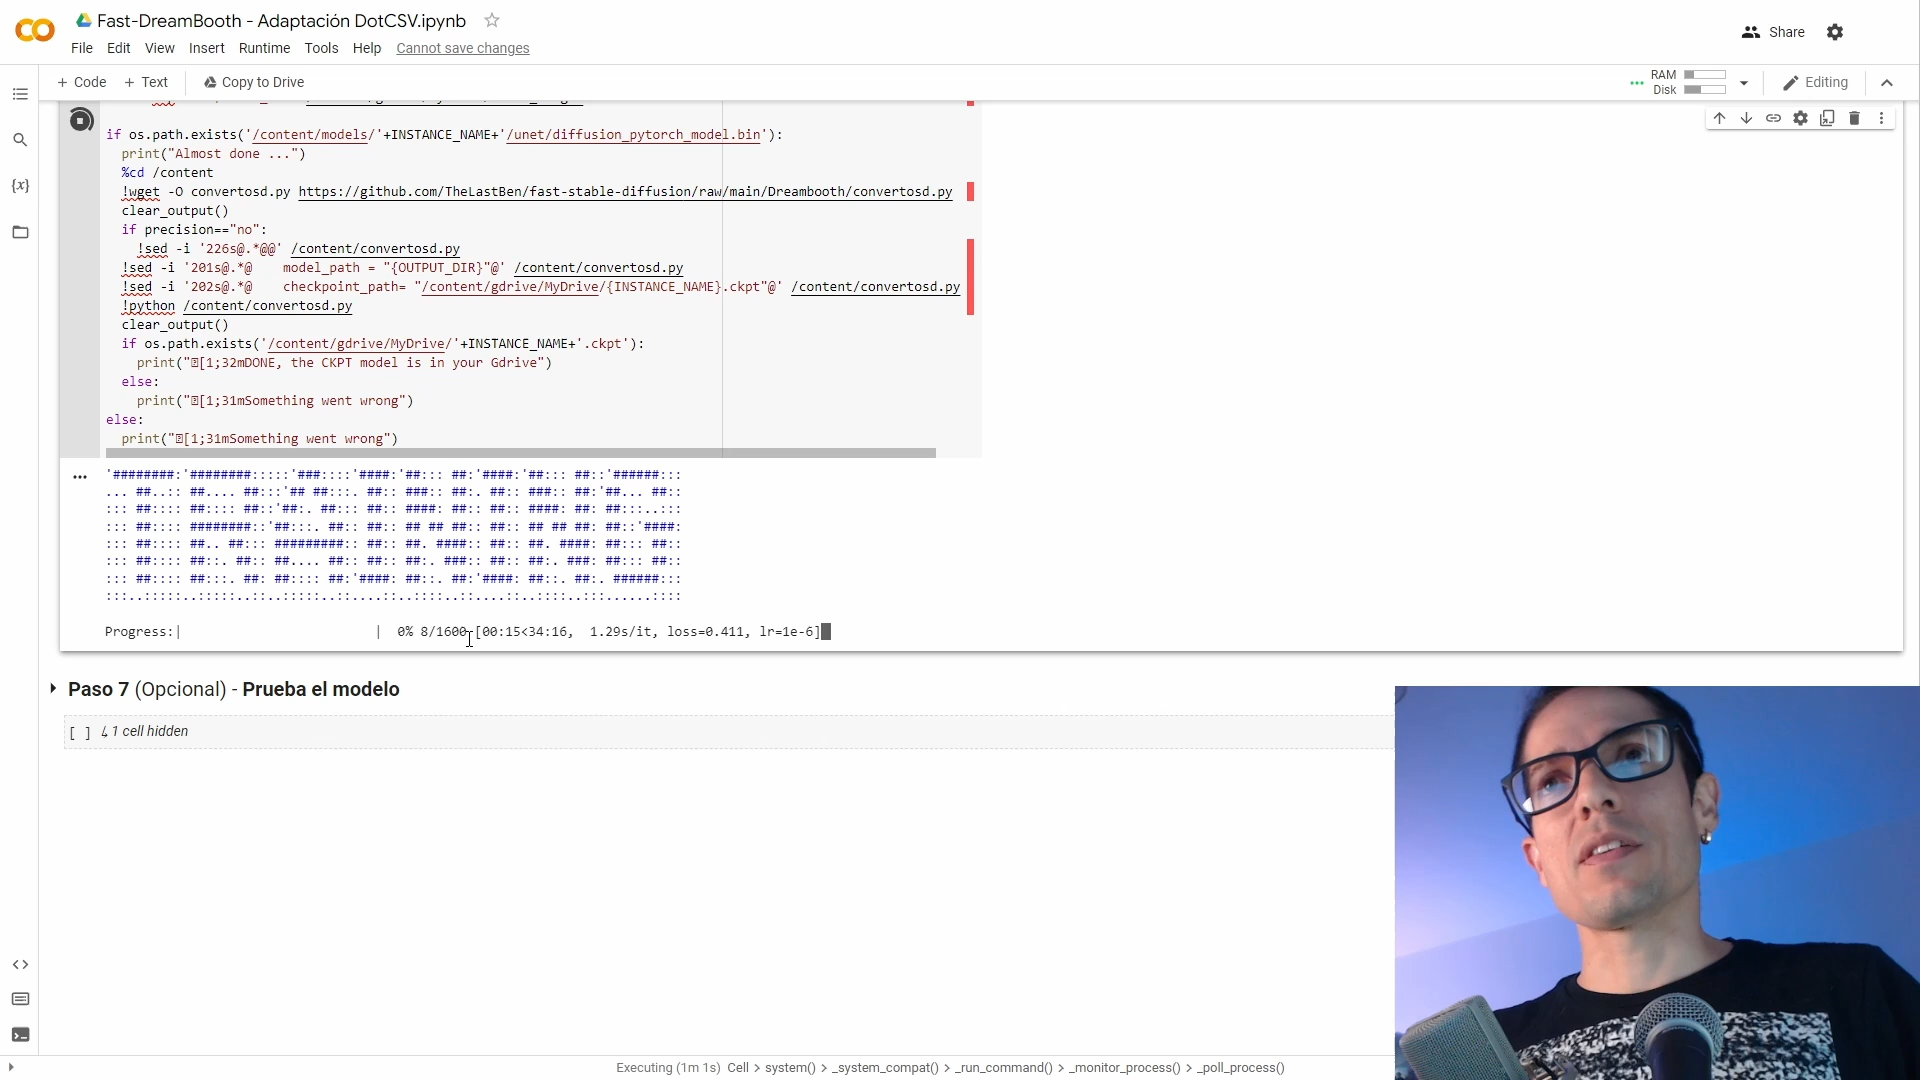 Fast-DreamBooth - Adaptación DotCSV.ipynb
File Edit View Insert Runtime Tools Help Cannot save changes
Share
+ Code + Text Copy to Drive
RAM
Disk
Editing
if os.path.exists('/content/models/'+INSTANCE_NAME+'/unet/diffusion_pytorch_model.bin'):
print("Almost done ...")
%cd /content
!wget -O convertosd.py https://github.com/TheLastBen/fast-stable-diffusion/raw/main/Dreambooth/convertosd.py
clear_output()
if precision=="no":
!sed -i '226s@.*@@' /content/convertosd.py
!sed -i '201s@.*@    model_path = "{OUTPUT_DIR}"@' /content/convertosd.py
!sed -i '202s@.*@    checkpoint_path= "/content/gdrive/MyDrive/{INSTANCE_NAME}.ckpt"@' /content/convertosd.py
!python /content/convertosd.py
clear_output()
if os.path.exists('/content/gdrive/MyDrive/'+INSTANCE_NAME+'.ckpt'):
print("[1;32mDONE, the CKPT model is in your Gdrive")
else:
print("[1;31mSomething went wrong")
else:
print("[1;31mSomething went wrong")
'########:'########:::::'###::::'####:'##::: ##:'####:'##::: ##::'######:::
... ##..:: ##.... ##:::'## ##:::. ##:: ###:: ##:. ##:: ###:: ##:'##... ##::
::: ##:::: ##:::: ##::'##:. ##::: ##:: ####: ##:: ##:: ####: ##: ##:::..:::
::: ##:::: ########::'##:::. ##:: ##:: ## ## ##:: ##:: ## ## ##: ##::'####:
::: ##:::: ##.. ##::: #########:: ##:: ##. ####:: ##:: ##. ####: ##::: ##::
::: ##:::: ##::. ##:: ##.... ##:: ##:: ##:. ###:: ##:: ##:. ###: ##::: ##::
::: ##:::: ##:::. ##: ##:::: ##:'####: ##::. ##:'####: ##::. ##:. ######:::
:::..:::::..:::::..::..:::::..::....::..::::..::....::..::::..:::......::::
Progress:| | 0% 8/1600 [00:15<34:16, 1.29s/it, loss=0.411, lr=1e-6]
Paso 7 (Opcional) - Prueba el modelo
[ ] ↳ 1 cell hidden
Executing (1m 1s) Cell > system() > _system_compat() > _run_command() > _monitor_process() > _poll_process()